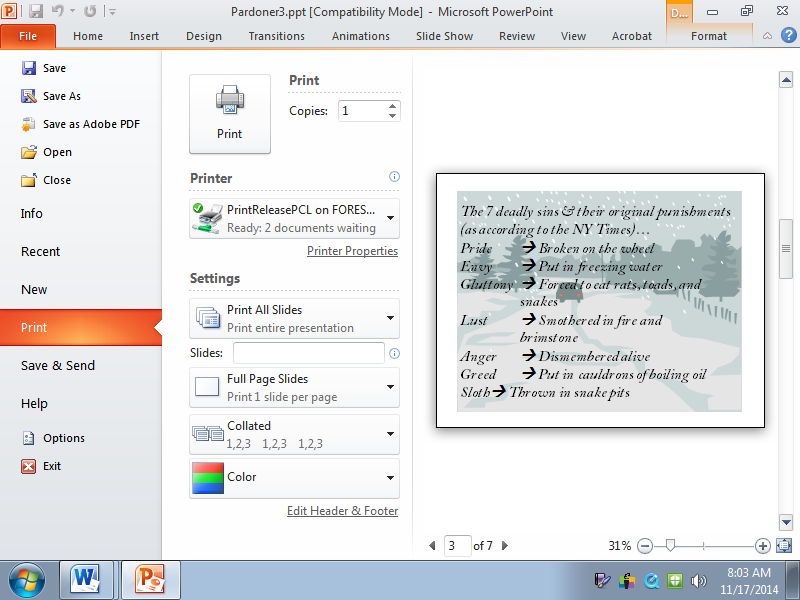 Pardoner3.ppt [Compatibility Mode] - Microsoft PowerPoint
D...
File Home Insert Design Transitions Animations Slide Show Review View Acrobat Format
Save
Save As
Save as Adobe PDF
Open
Close
Info
Recent
New
Print
Save & Send
Help
Options
Exit
Print
Print
Copies: 1
Printer
PrintReleasePCL on FORES...
Ready: 2 documents waiting
Printer Properties
Settings
Print All Slides
Print entire presentation
Slides:
Full Page Slides
Print 1 slide per page
Collated
1,2,3 1,2,3 1,2,3
Color
Edit Header & Footer
The 7 deadly sins & their original punishments
(as according to the NY Times)…
Pride → Broken on the wheel
Envy → Put in freezing water
Gluttony → Forced to eat rats, toads, and
snakes
Lust → Smothered in fire and
brimstone
Anger → Dismembered alive
Greed → Put in cauldrons of boiling oil
Sloth → Thrown in snake pits
3 of 7
31%
8:03 AM
11/17/2014